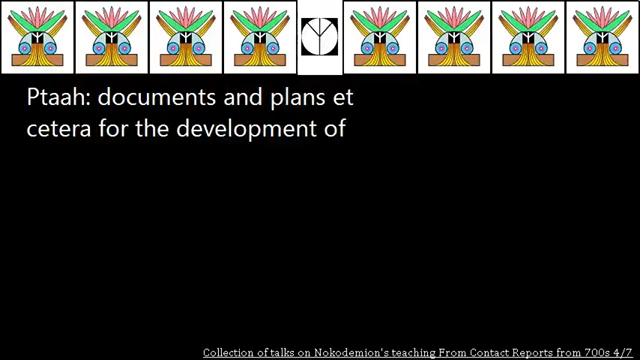 Ptaah: documents and plans et
cetera for the development of
Collection of talks on Nokodemion's teaching From Contact Reports from 700s 4/7